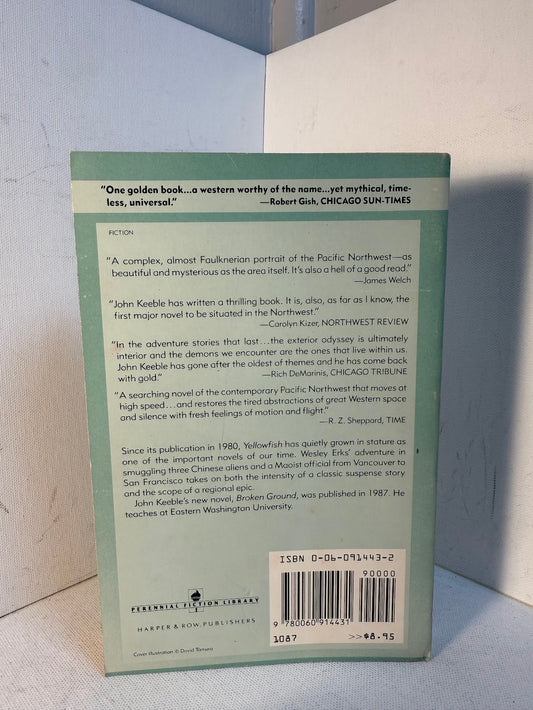 “One golden book...a western worthy of the name...yet mythical, time-
less, universal.” —Robert Gish, CHICAGO SUN-TIMES
FICTION
“A complex, almost Faulknerian portrait of the Pacific Northwest—as
beautiful and mysterious as the area itself. It’s also a hell of a good read.”
—James Welch
“John Keeble has written a thrilling book. It is, also, as far as I know, the
first major novel to be situated in the Northwest.”
—Carolyn Kizer, NORTHWEST REVIEW
“In the adventure stories that last...the exterior odyssey is ultimately
interior and the demons we encounter are the ones that live within us.
John Keeble has gone after the oldest of themes and he has come back
with gold.” —Rich DeMarinis, CHICAGO TRIBUNE
“A searching novel of the contemporary Pacific Northwest that moves at
high speed...and restores the tired abstractions of great Western space
and silence with fresh feelings of motion and flight.”
—R. Z. Sheppard, TIME
Since its publication in 1980, Yellowfish has quietly grown in stature as
one of the important novels of our time. Wesley Erks’ adventure in
smuggling three Chinese aliens and a Maoist official from Vancouver to
San Francisco takes on both the intensity of a classic suspense story
and the scope of a regional epic.
John Keeble’s new novel, Broken Ground, was published in 1987. He
teaches at Eastern Washington University.
ISBN 0-06-091443-2
90000
9 780060 914431
1087 >>$8.95
PERENNIAL FICTION LIBRARY
HARPER & ROW, PUBLISHERS
Cover illustration © David Tamura